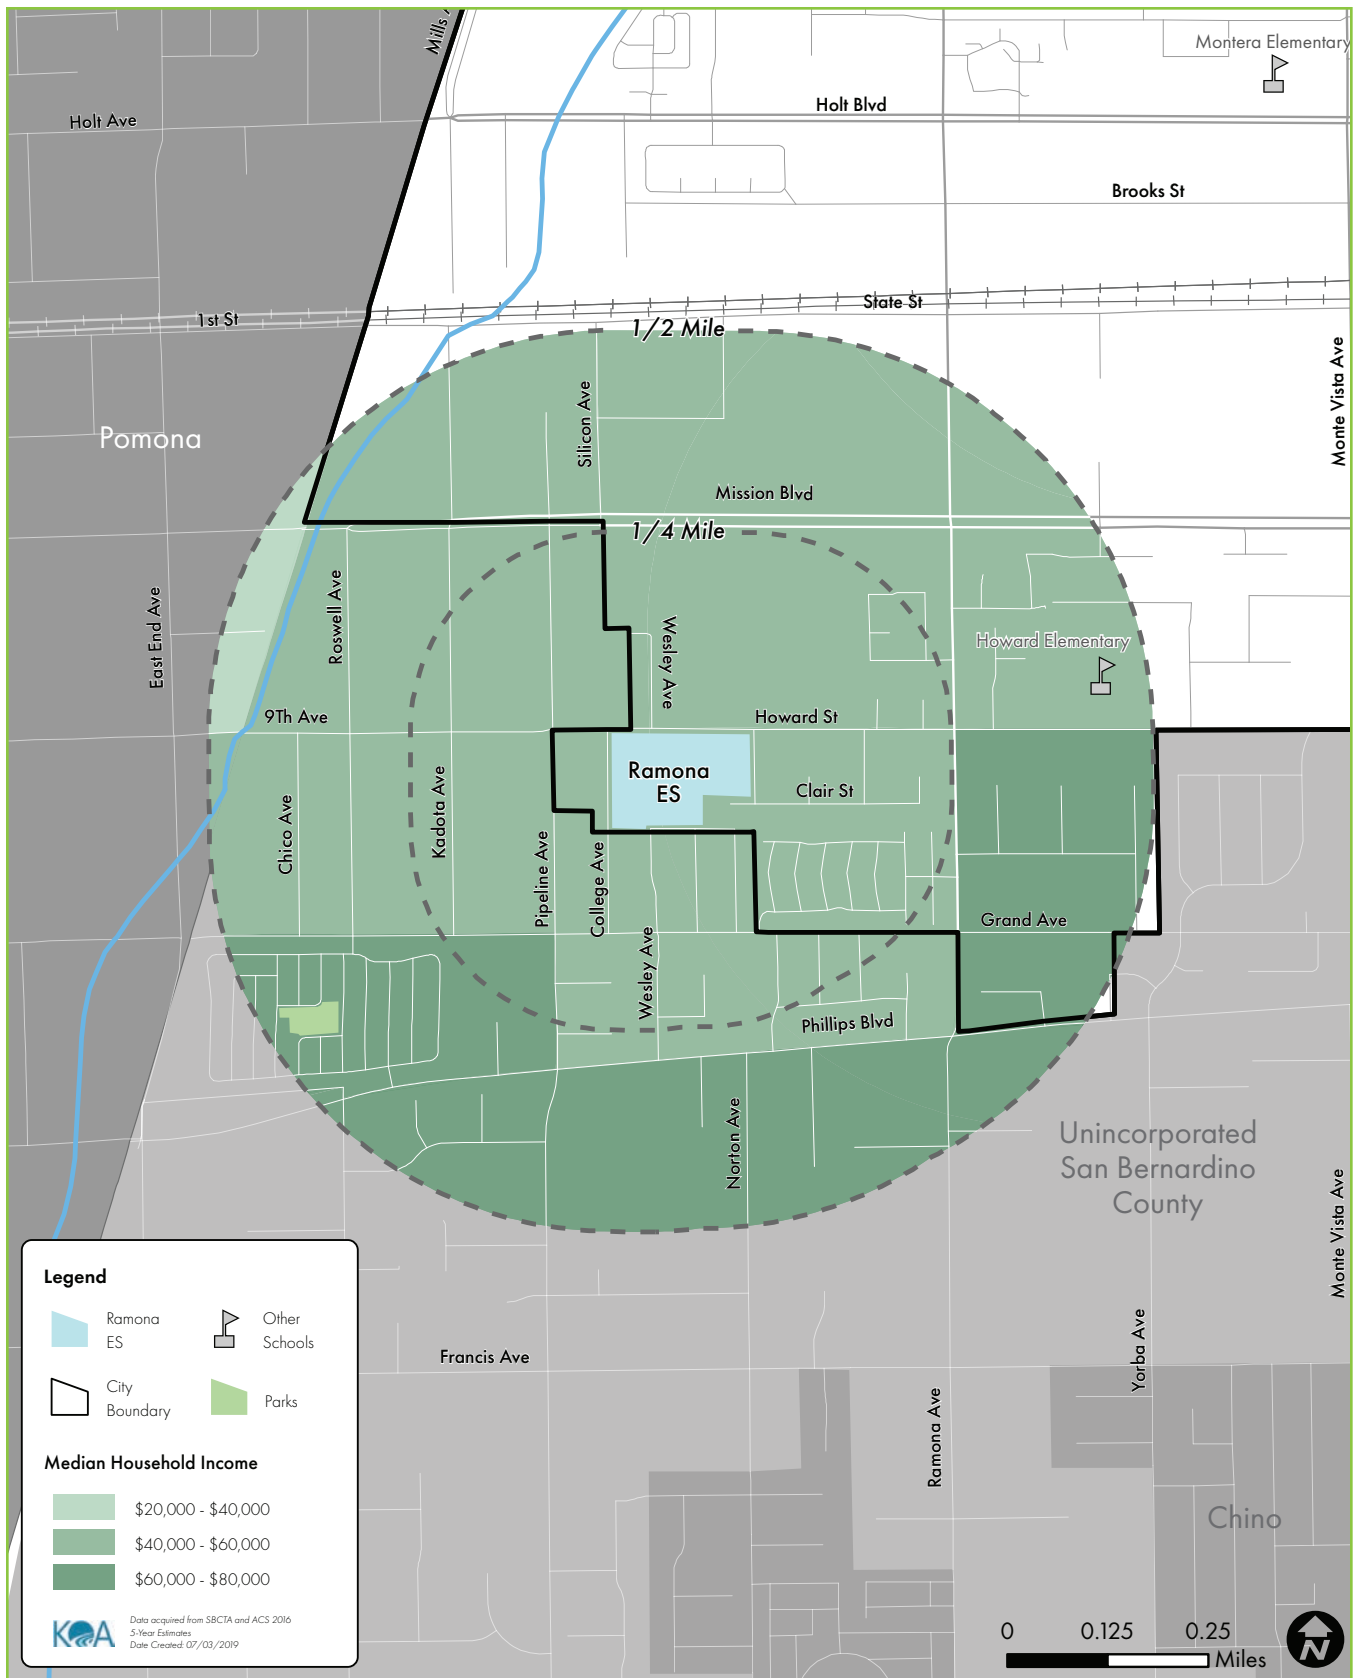 Mills
Montera Elementary
Holt Ave
Holt Blvd
Brooks St
1st St
State St
1/2 Mile
Monte Vista Ave
Pomona
Silicon Ave
Mission Blvd
1/4 Mile
East End Ave
Roswell Ave
Wesley Ave
Howard Elementary
9Th Ave
Howard St
Ramona
ES
Clair St
Chico Ave
Kadota Ave
Pipeline Ave
College Ave
Grand Ave
Wesley Ave
Phillips Blvd
Norton Ave
Unincorporated
San Bernardino
County
Monte Vista Ave
Francis Ave
Yorba Ave
Ramona Ave
Chino
Legend
Ramona
ES
Other
Schools
City
Boundary
Parks
Median Household Income
$20,000 - $40,000
$40,000 - $60,000
$60,000 - $80,000
KOA
Data acquired from SBCTA and ACS 2016
5-Year Estimates
Date Created: 07/03/2019
0 0.125 0.25
Miles
N